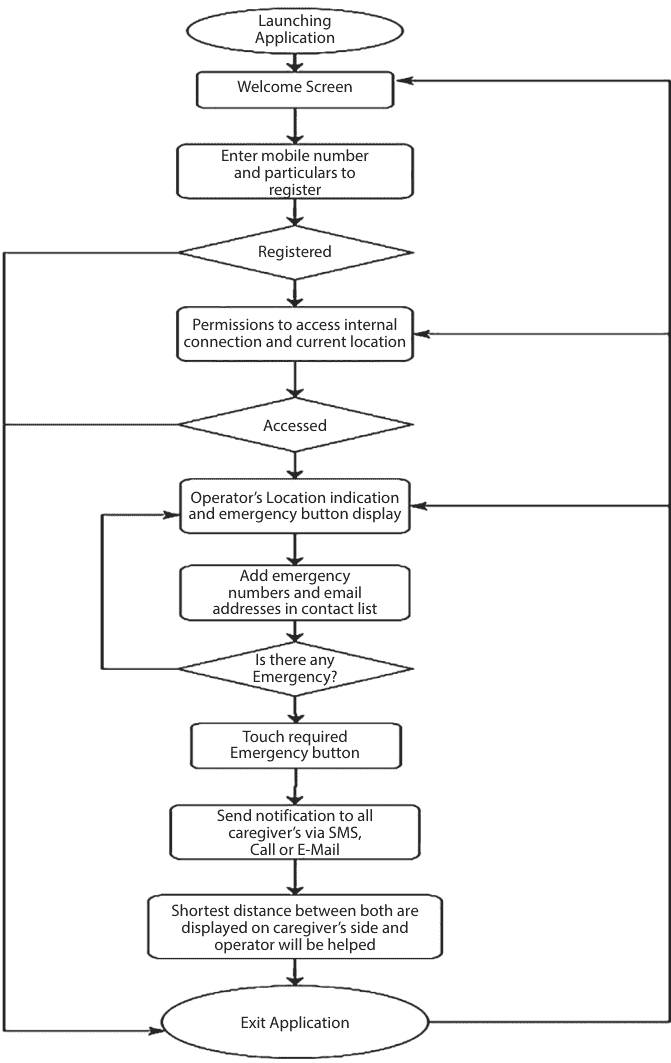 Launching
Application
Welcome Screen
Enter mobile number
and particulars to
register
Registered
Permissions to access internal
connection and current location
Accessed
Operator's Location indication
and emergency button display
Add emergency
numbers and email
addresses in contact list
Is there any
Emergency?
Touch required
Emergency button
Send notification to all
caregiver's via SMS,
Call or E-Mail
Shortest distance between both are
displayed on caregiver's side and
operator will be helped
Exit Application